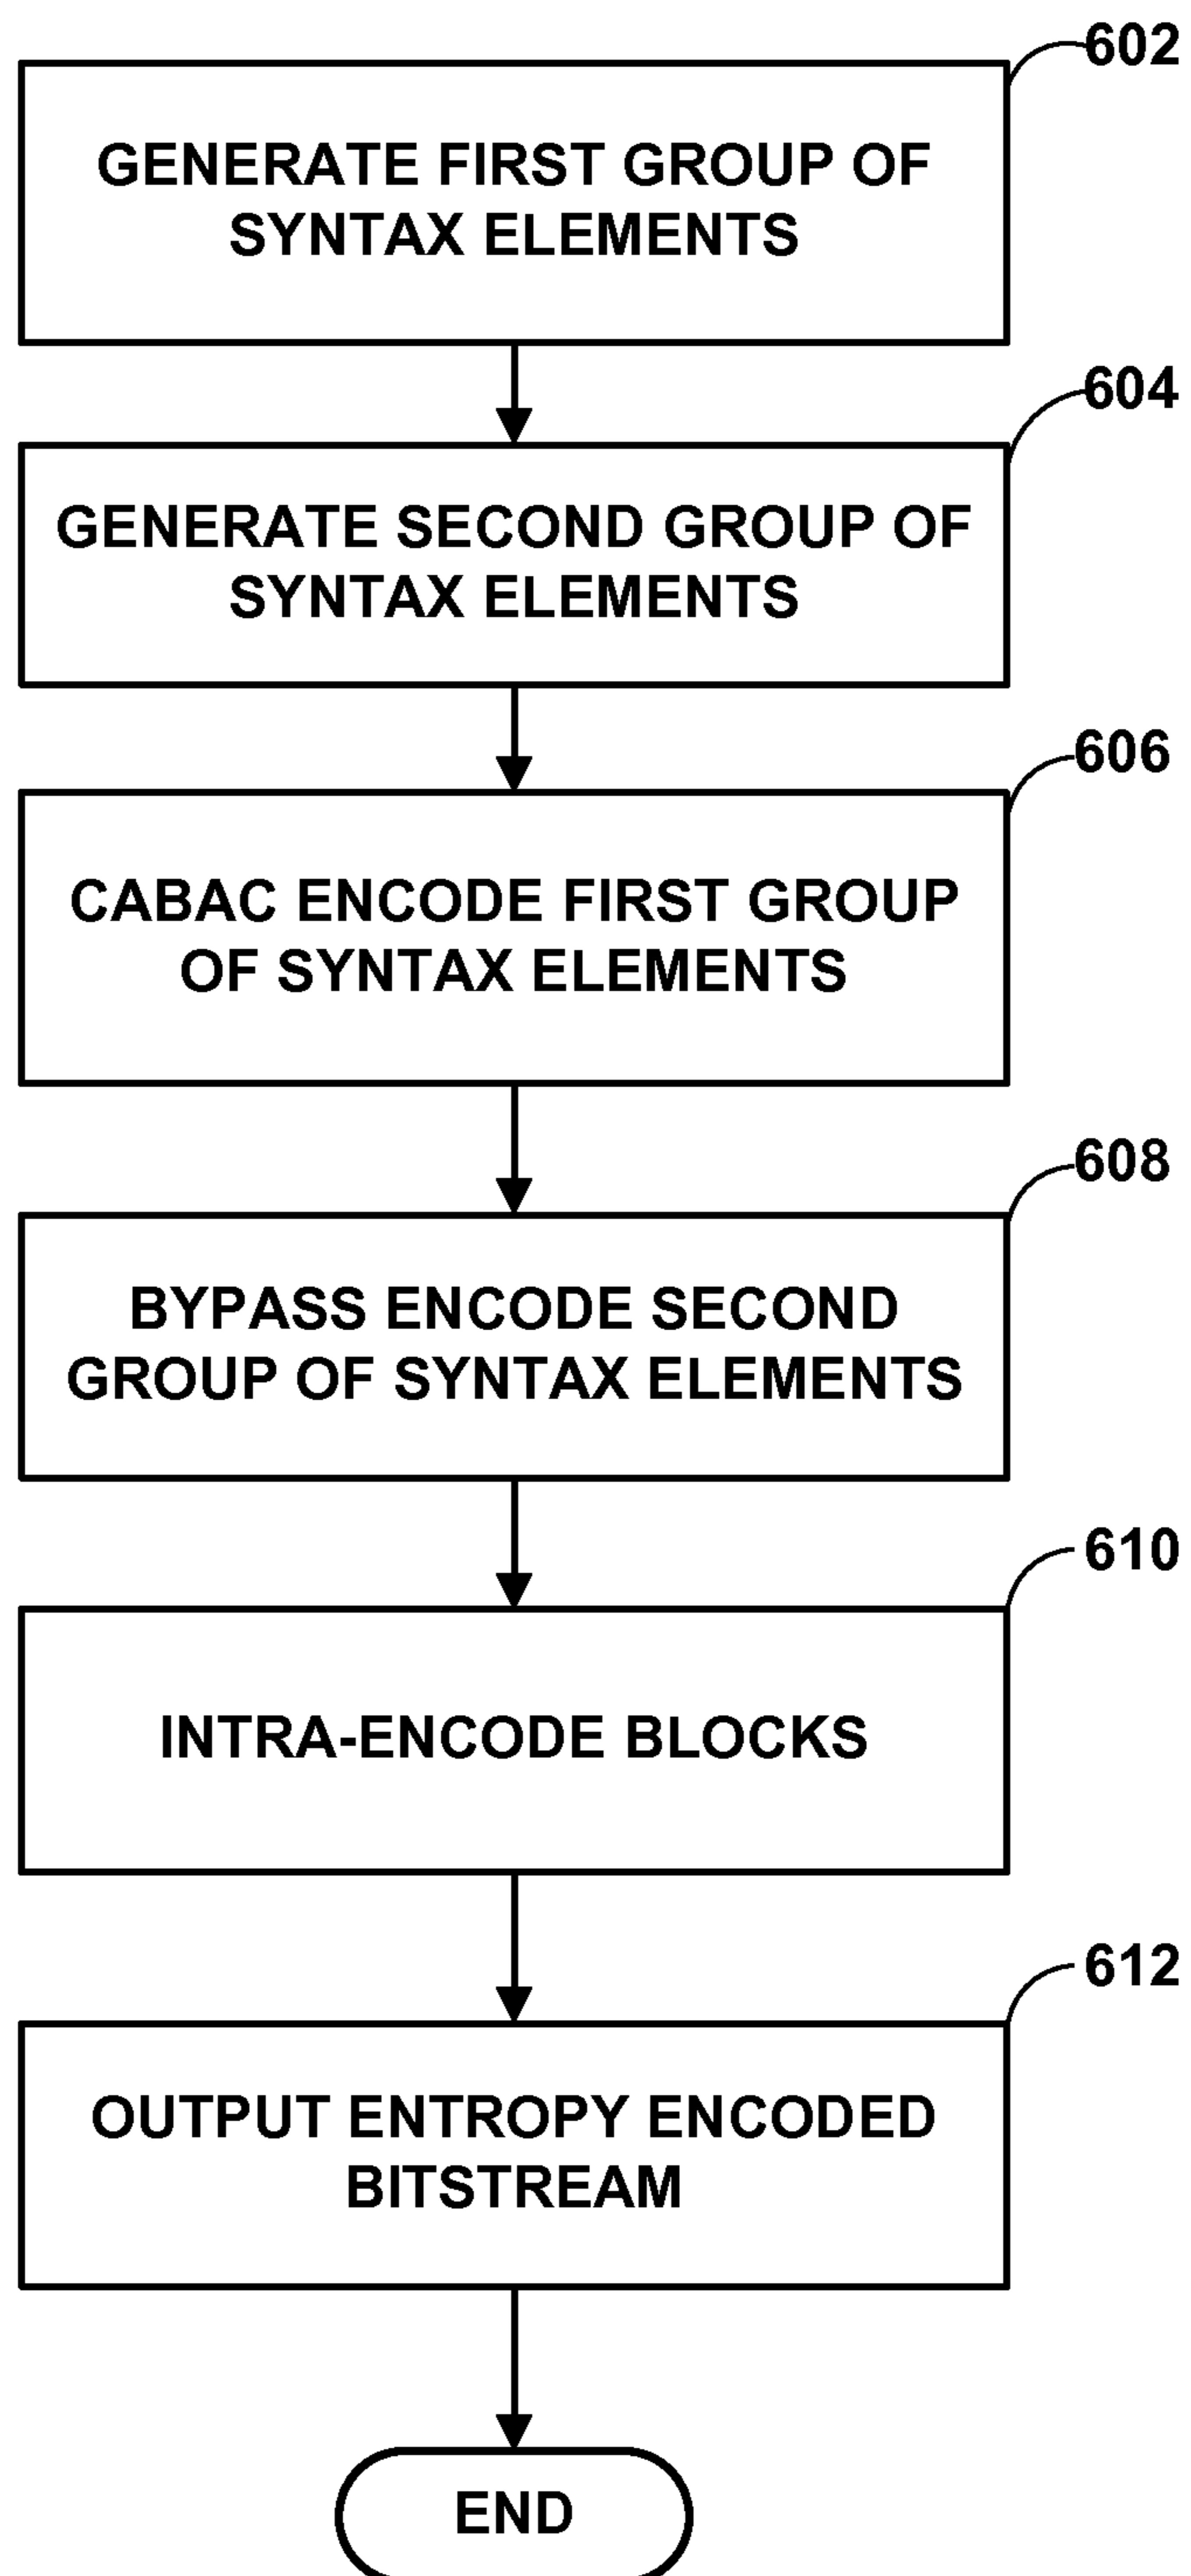 602
GENERATE FIRST GROUP OF
SYNTAX ELEMENTS
604
GENERATE SECOND GROUP OF
SYNTAX ELEMENTS
606
CABAC ENCODE FIRST GROUP
OF SYNTAX ELEMENTS
608
BYPASS ENCODE SECOND
GROUP OF SYNTAX ELEMENTS
610
INTRA-ENCODE BLOCKS
612
OUTPUT ENTROPY ENCODED
BITSTREAM
END